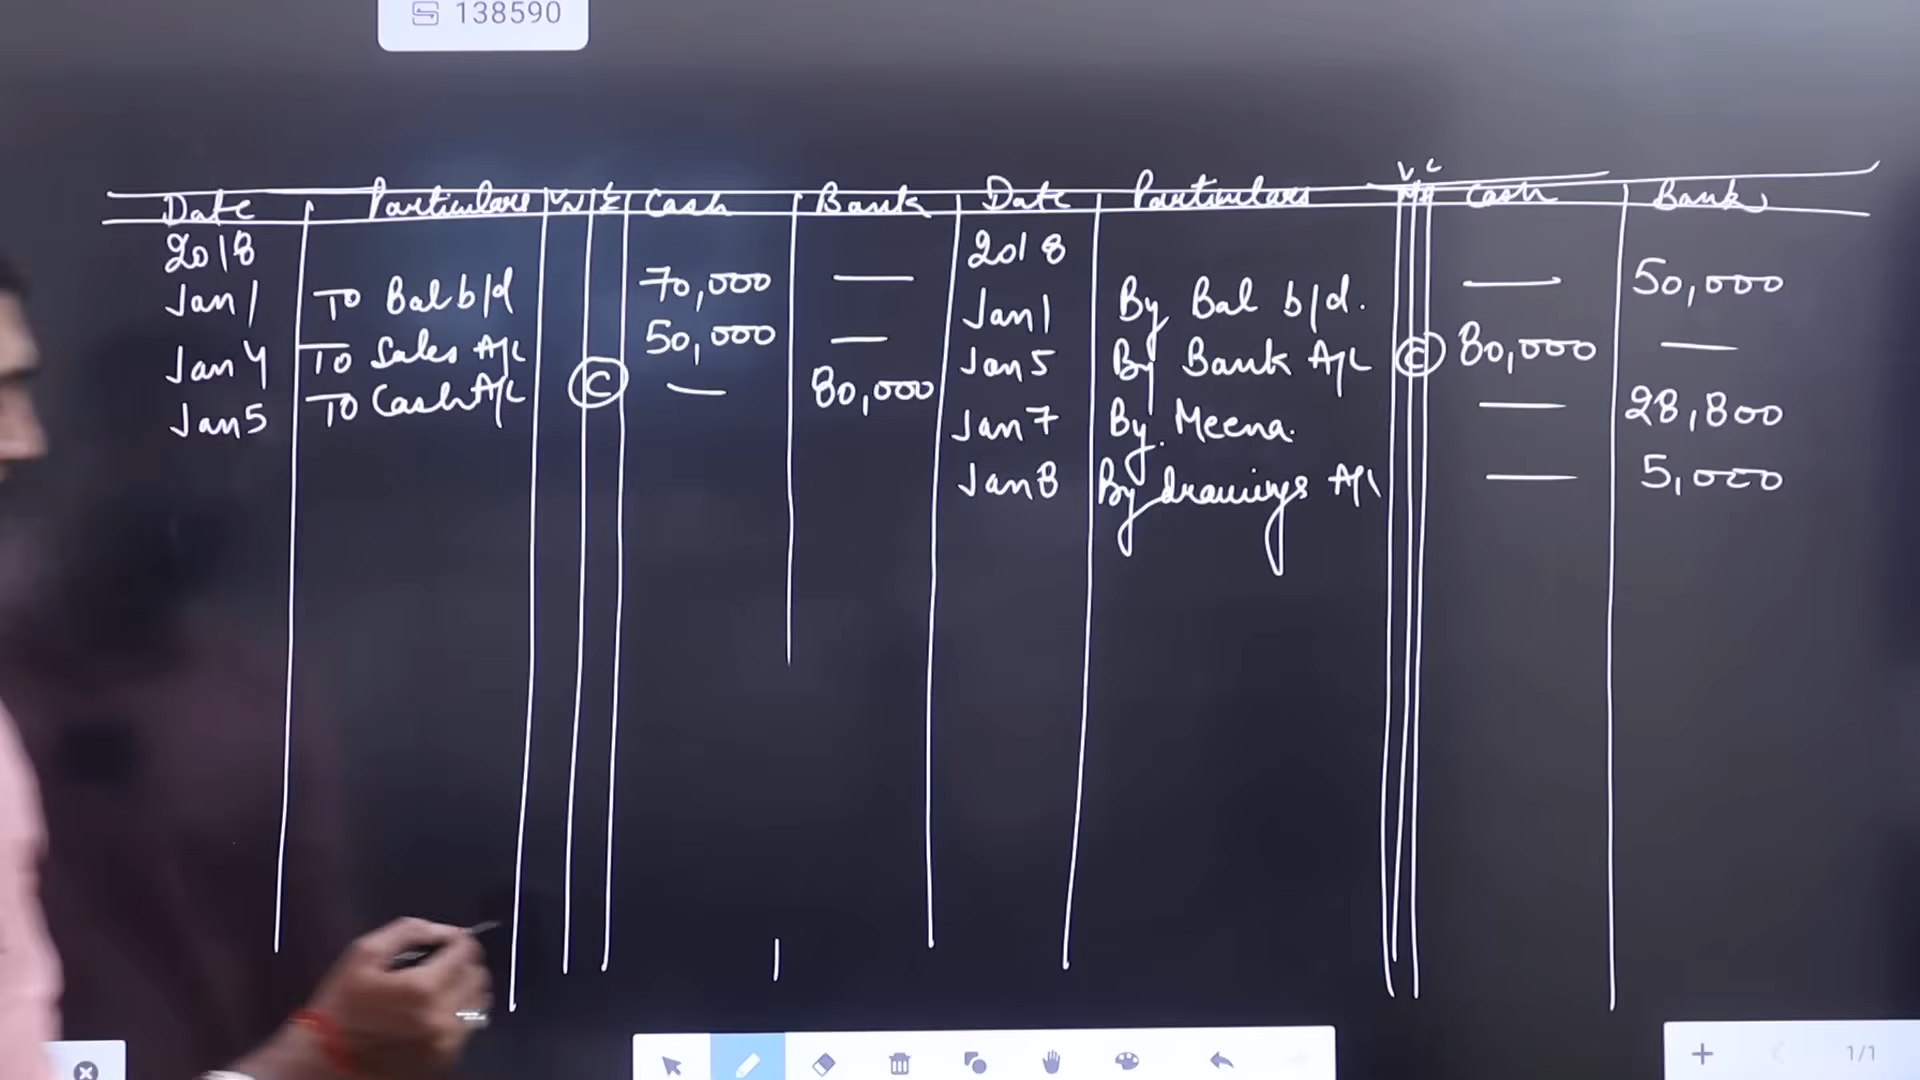 138590
Date Particulars Cash Bank Date Particulars Cash Bank
2018 2018
Jan 1 To Bal b/d 70,000 — Jan 1 By Bal b/d. — 50,000
Jan 4 To Sales A/c 50,000 — Jan 5 By Bank A/c C 80,000 —
Jan 5 To Cash A/c C — 80,000 Jan 7 By Meena. — 28,800
Jan 8 By drawings A/c — 5,000
1/1